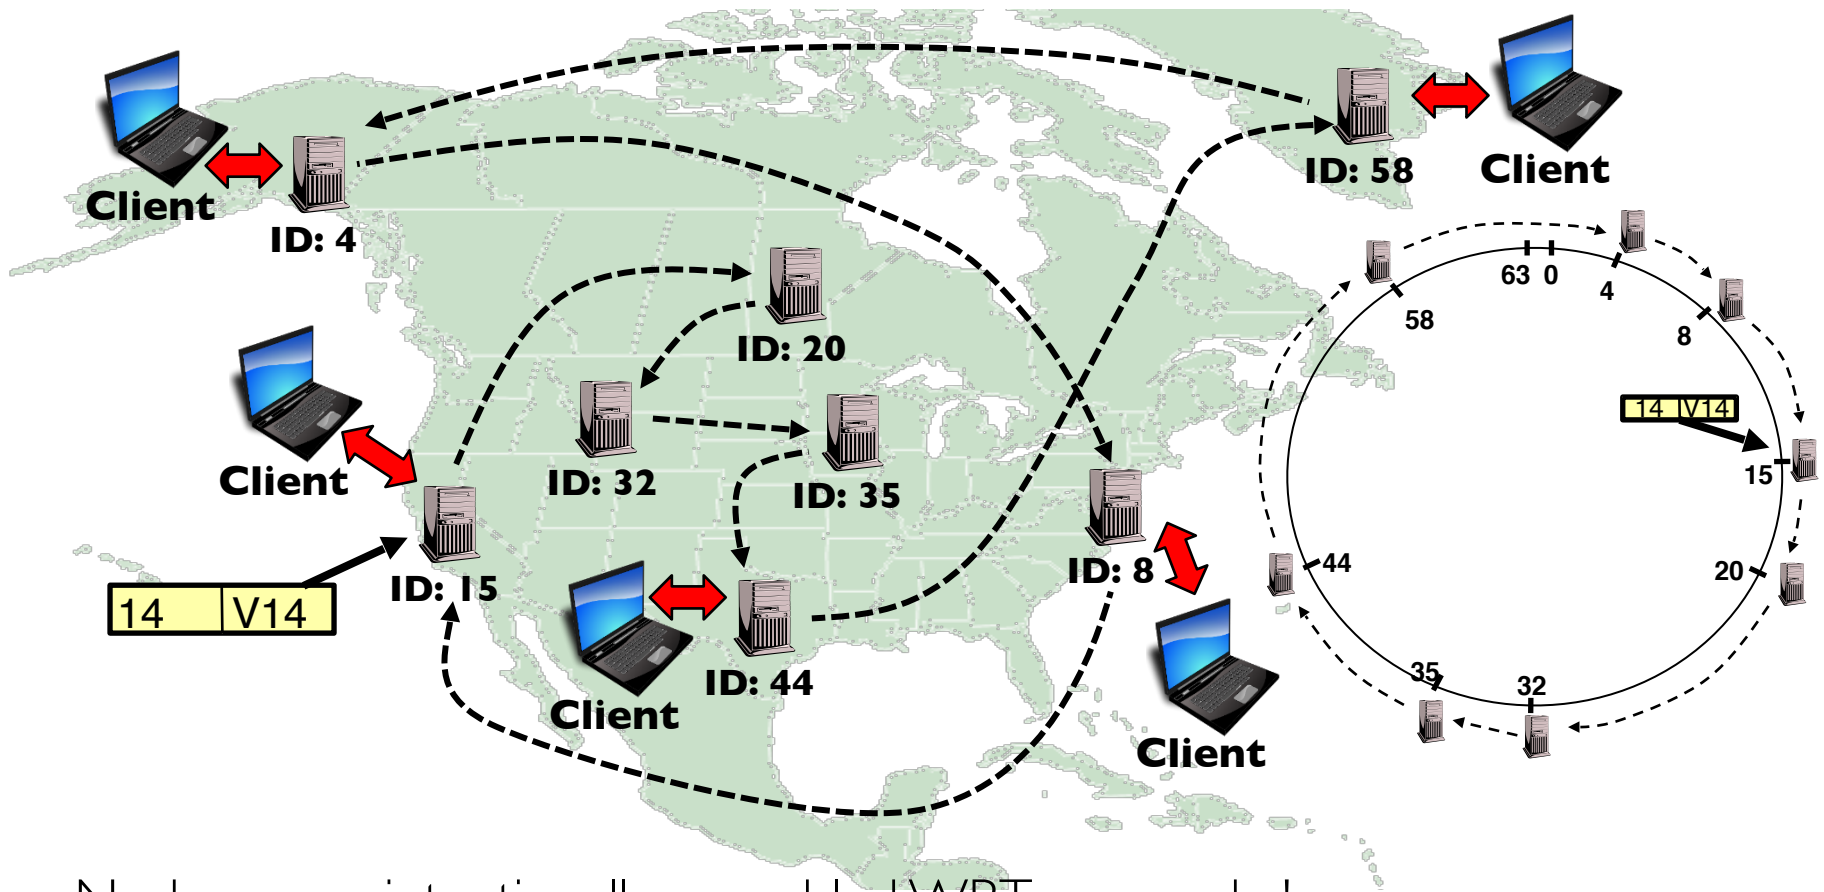 Client
ID: 4
ID: 58
Client
ID: 20
Client
ID: 32
ID: 35
ID: 15
14 V14
Client
ID: 44
ID: 8
Client
63 0
4
58
8
14 V14
15
44
20
35
32